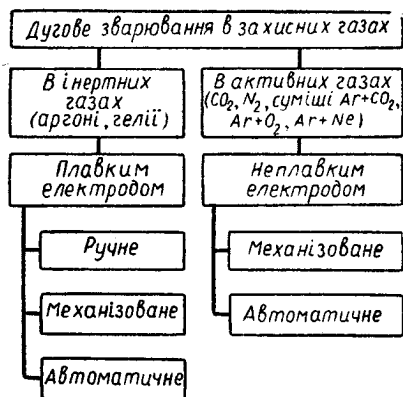 Дугове зварювання в захисних газах
В інертних
газах
(аргоні, гелії)
В активних газах
(CO₂, N₂, суміші Ar+CO₂,
Ar+O₂, Ar+Ne)
Плавким
електродом
Неплавким
електродом
Ручне
Механізоване
Автоматичне
Механізоване
Автоматичне